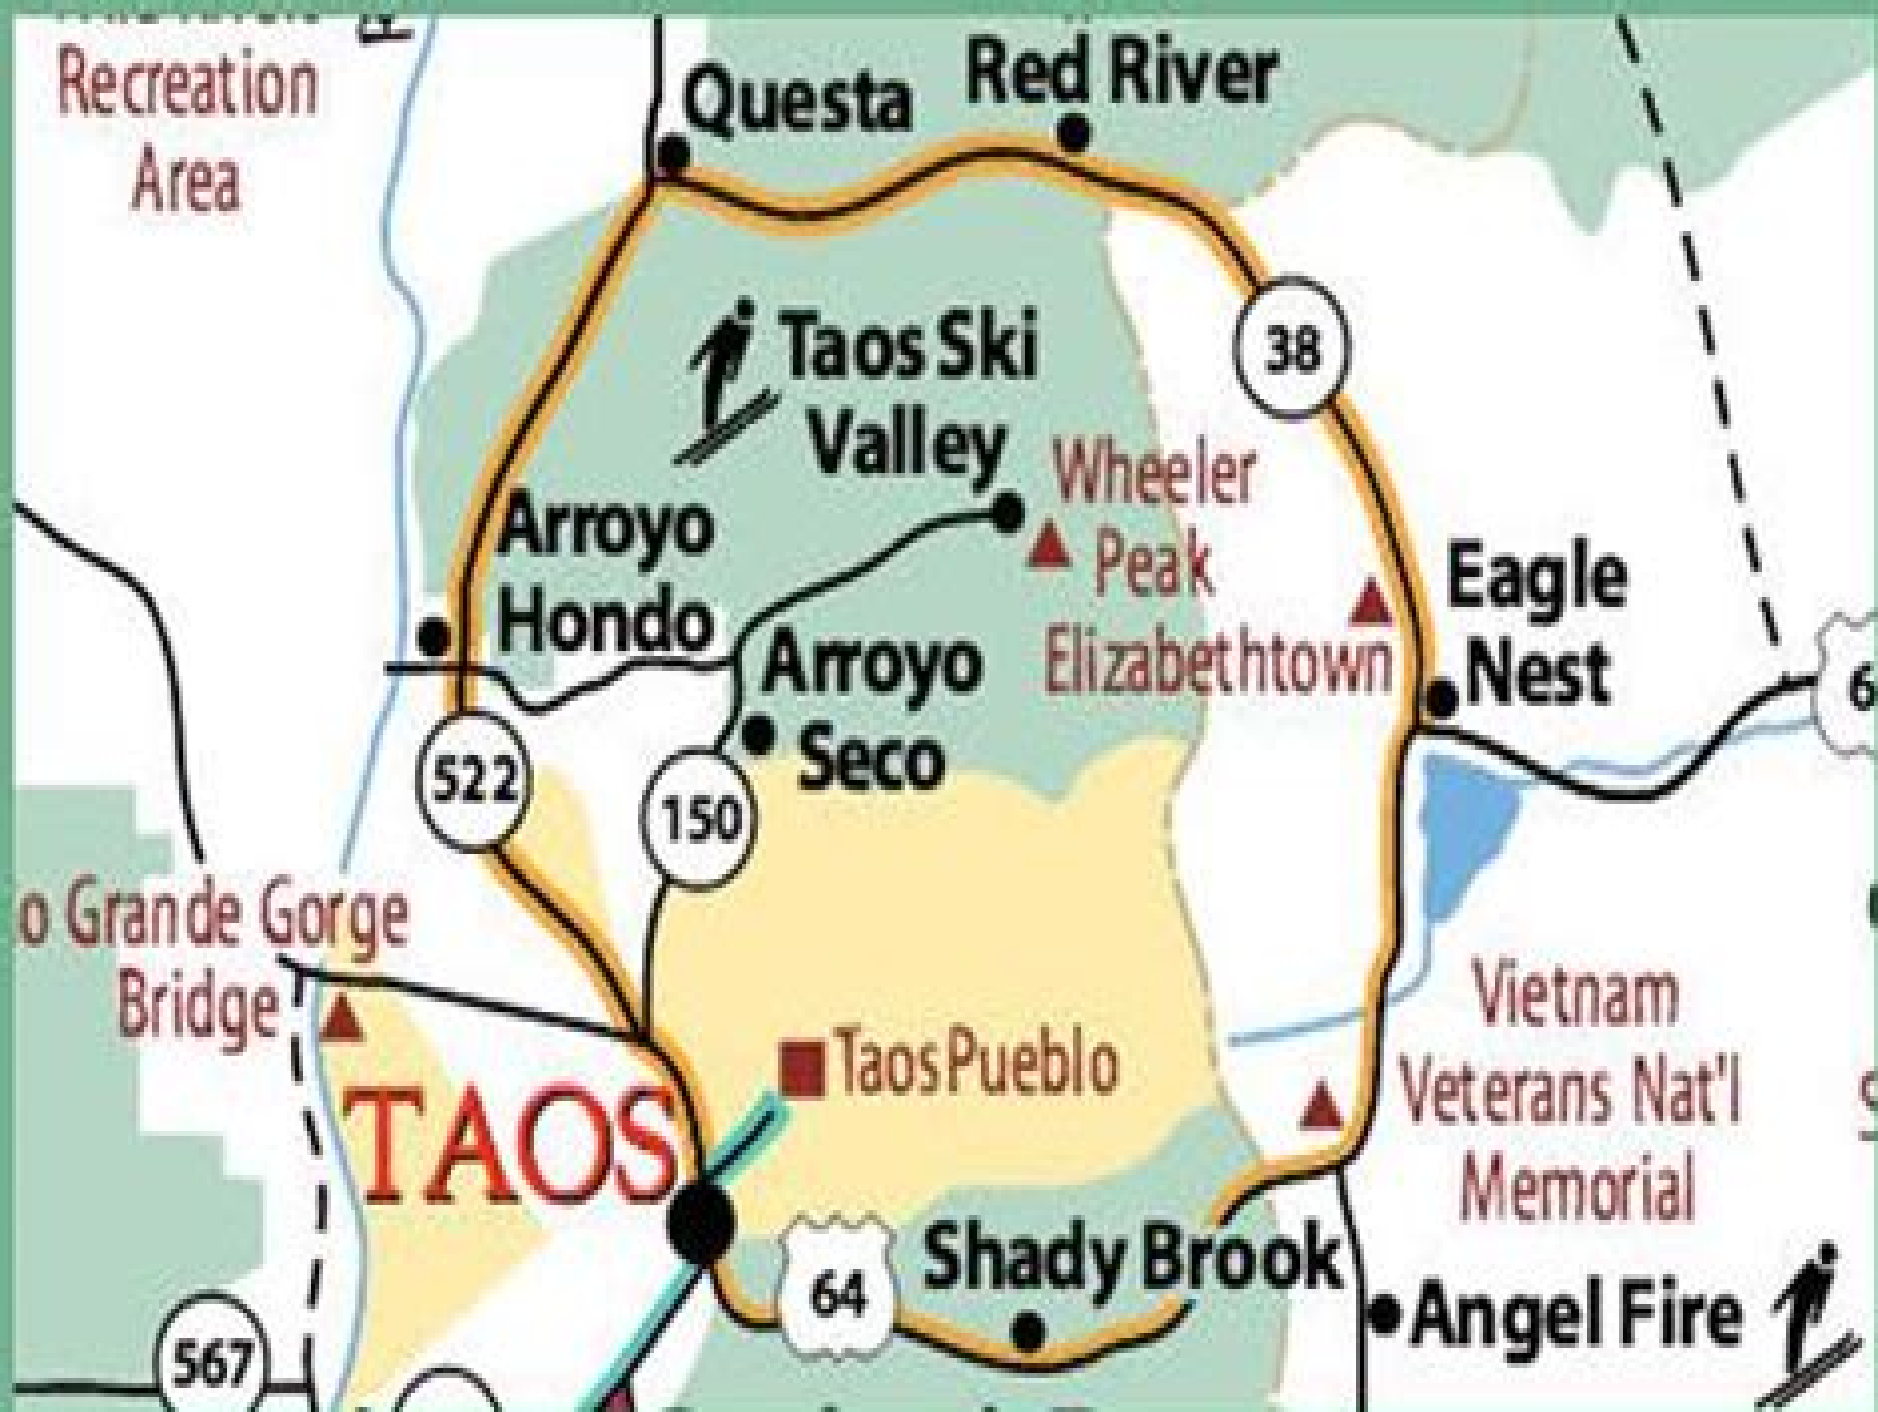 Recreation
Area
Questa
Red River
Taos Ski
Valley
38
Wheeler
Peak
Arroyo
Hondo
Eagle
Nest
Elizabethtown
Arroyo
Seco
6
522
150
o Grande Gorge
Bridge
Vietnam
Veterans Nat'l
Memorial
Taos Pueblo
TAOS
Shady Brook
64
Angel Fire
567